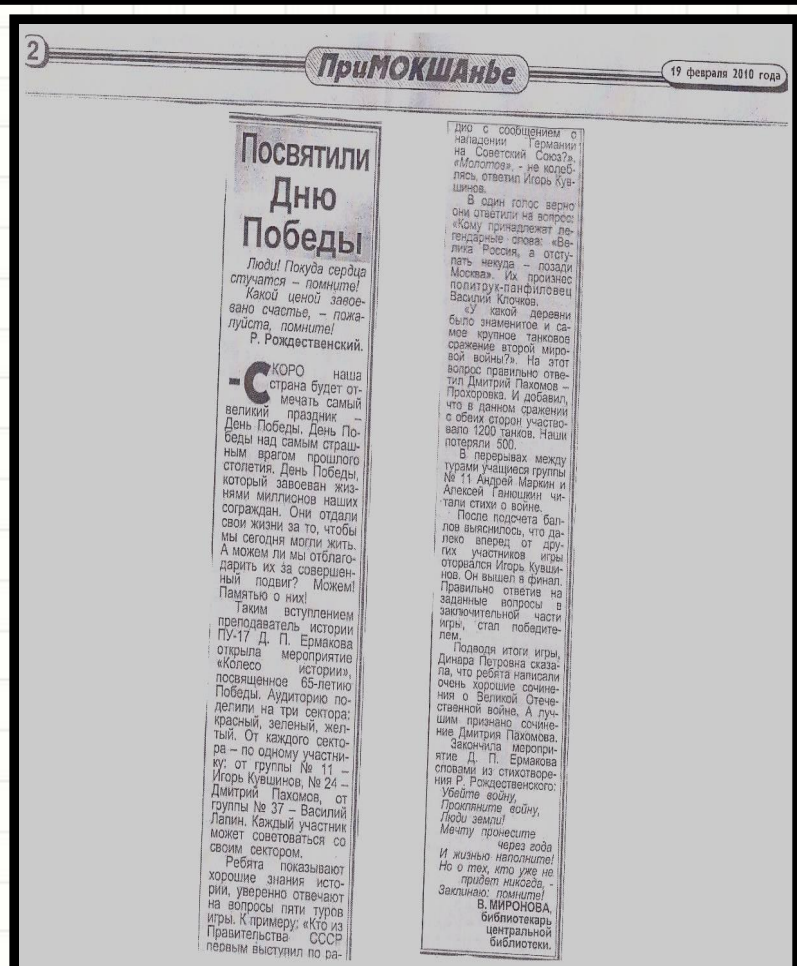 2
ПриМОКШАнЬе
19 февраля 2010 года
Посвятили
Дню
Победы
Люди! Покуда сердца
стучатся – помните!
Какой ценой завое-
вано счастье, – пожа-
луйста, помните!
Р. Рождественский.
– СКОРО наша
страна будет от-
мечать самый
великий праздник –
День Победы. День По-
беды над самым страш-
ным врагом прошлого
столетия. День Победы,
который завоеван жиз-
нями миллионов наших
сограждан. Они отдали
свои жизни за то, чтобы
мы сегодня могли жить.
А можем ли мы отблаго-
дарить их за совершен-
ный подвиг? Можем!
Памятью о них!
Таким вступлением
преподаватель истории
ПУ-17 Д. П. Ермакова
открыла мероприятие
«Колесо истории»,
посвященное 65-летию
Победы. Аудиторию по-
делили на три сектора:
красный, зеленый, жел-
тый. От каждого секто-
ра – по одному участни-
ку: от группы № 11 –
Игорь Кувшинов, № 24 –
Дмитрий Пахомов, от
группы № 37 – Василий
Лапин. Каждый участник
может советоваться со
своим сектором.
Ребята показывают
хорошие знания исто-
рии, уверенно отвечают
на вопросы пяти туров
игры. К примеру: «Кто из
Правительства СССР
первым выступил по ра-
дио с сообщением о
нападении Германии
на Советский Союз?».
«Молотов», - не колеб-
лясь, ответил Игорь Кув-
шинов.
В один голос верно
они ответили на вопрос:
«Кому принадлежат ле-
гендарные слова: «Ве-
лика Россия, а отсту-
пать некуда – позади
Москва». Их произнес
политрук-панфиловец
Василий Клочков.
«У какой деревни
было знаменитое и са-
мое крупное танковое
сражение второй миро-
вой войны?». На этот
вопрос правильно отве-
тил Дмитрий Пахомов –
Прохоровка. И добавил,
что в данном сражении
с обеих сторон участво-
вало 1200 танков. Наши
потеряли 500.
В перерывах между
турами учащиеся группы
№ 11 Андрей Маркин и
Алексей Ганюшкин чи-
тали стихи о войне.
После подсчета бал-
лов выяснилось, что да-
леко вперед от дру-
гих участников игры
оторвался Игорь Кувши-
нов. Он вышел в финал.
Правильно ответив на
заданные вопросы в
заключительной части
игры, стал победите-
лем.
Подводя итоги игры,
Динара Петровна сказа-
ла, что ребята написали
очень хорошие сочине-
ния о Великой Отече-
ственной войне. А луч-
шим признано сочине-
ние Дмитрия Пахомова.
Закончила меропри-
ятие Д. П. Ермакова
словами из стихотворе-
ния Р. Рождественского:
Убейте войну,
Прокляните войну,
Люди земли!
Мечту пронесите
через года
И жизнью наполните!
Но о тех, кто уже не
придет никогда, -
Заклинаю: помните!
В. МИРОНОВА,
библиотекарь
центральной
библиотеки.